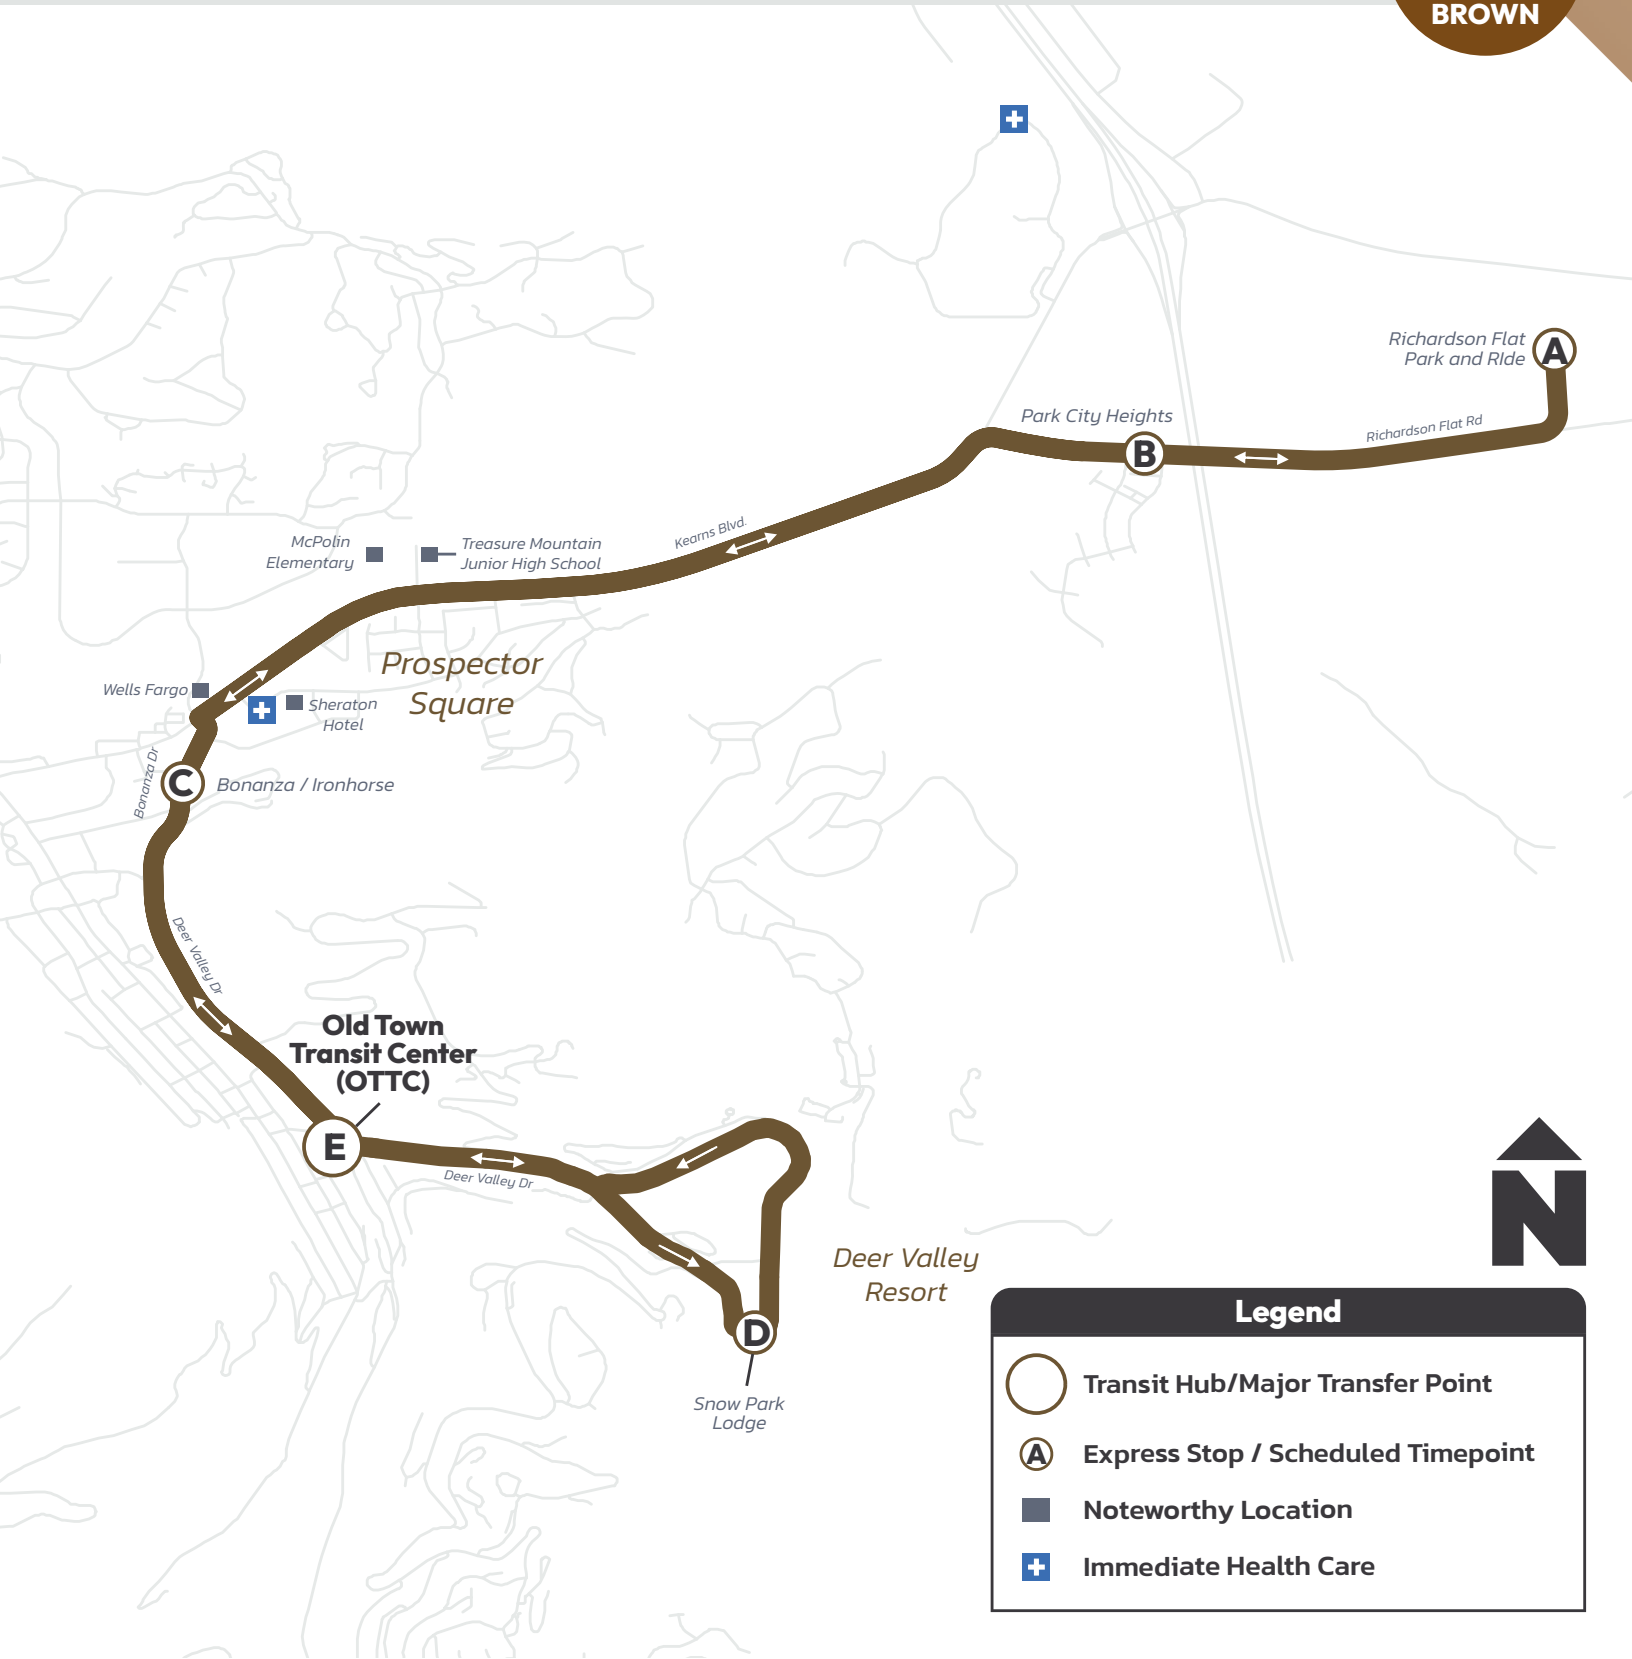 BROWN
Richardson Flat
Park and RIde
A
Park City Heights
Richardson Flat Rd
B
Kearns Blvd.
McPolin
Elementary
Treasure Mountain
Junior High School
Prospector
Square
Wells Fargo
Sheraton
Hotel
Bonanza Dr
C
Bonanza / Ironhorse
Deer Valley Dr
Old Town
Transit Center
(OTTC)
E
Deer Valley Dr
Deer Valley
Resort
D
Snow Park
Lodge
N
Legend
Transit Hub/Major Transfer Point
A
Express Stop / Scheduled Timepoint
Noteworthy Location
Immediate Health Care